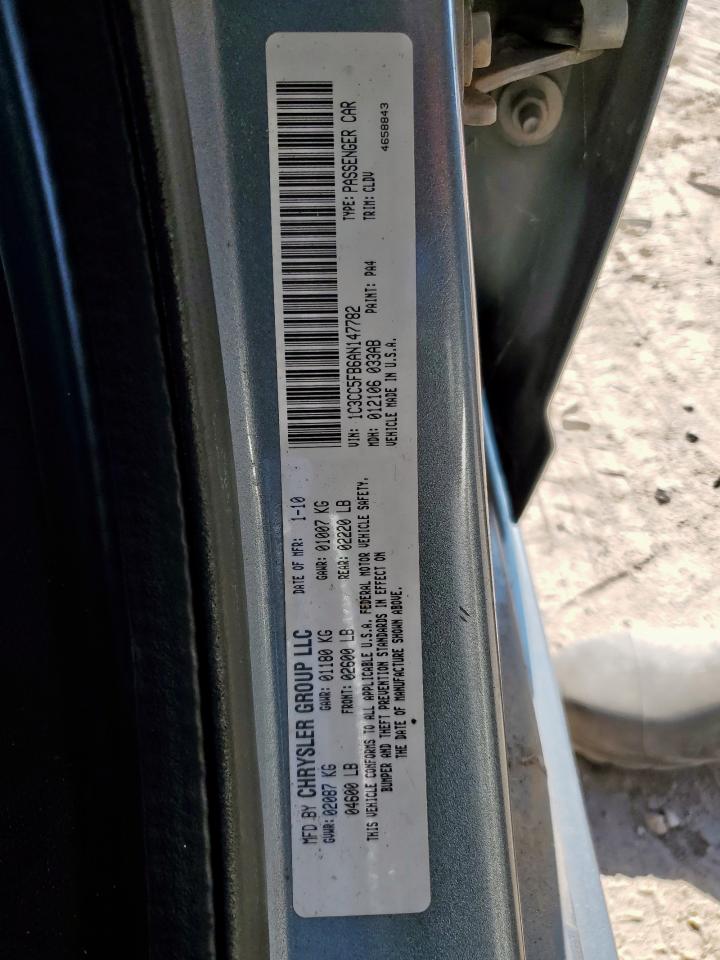 MFD BY CHRYSLER GROUP LLC DATE OF MFR: 1-10
GVWR: 02087 KG GAWR: 01180 KG GAWR: 01007 KG
04600 LB FRONT: 02600 LB REAR: 02220 LB
THIS VEHICLE CONFORMS TO ALL APPLICABLE U.S.A. FEDERAL MOTOR VEHICLE SAFETY,
BUMPER AND THEFT PREVENTION STANDARDS IN EFFECT ON
THE DATE OF MANUFACTURE SHOWN ABOVE.
VIN: 1C3CC5FB6AN147782 TYPE: PASSENGER CAR
MDH: 012106 033AB PAINT: PA4 TRIM: CLDV
VEHICLE MADE IN U.S.A. 4658843